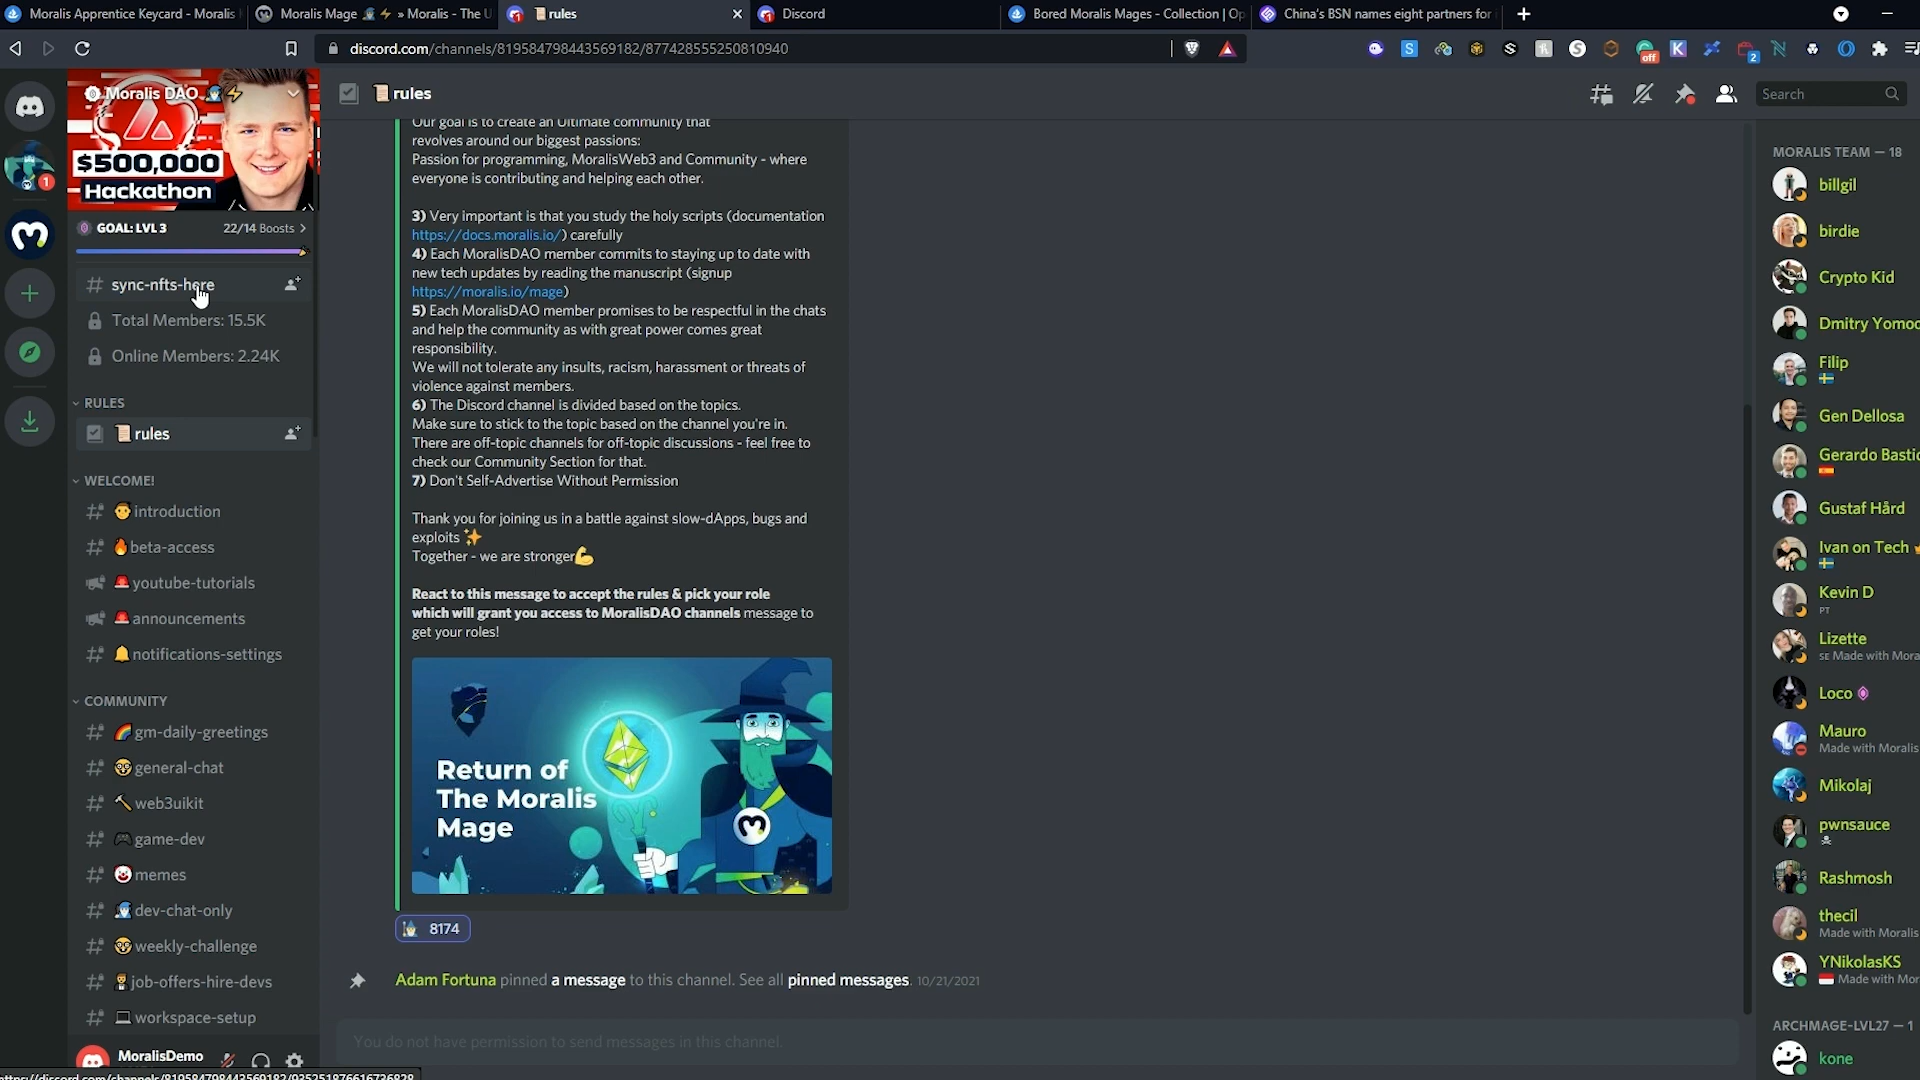 Moralis Apprentice Keycard - Moralis
Moralis Mage » Moralis - The U
rules
Discord
Bored Moralis Mages - Collection | Op
China's BSN names eight partners for
discord.com/channels/819584798443569182/877428555250810940
off
2
Moralis DAO
$500,000
Hackathon
GOAL: LVL 3
22/14 Boosts
1
sync-nfts-here
Total Members: 15.5K
Online Members: 2.24K
RULES
rules
WELCOME!
introduction
beta-access
youtube-tutorials
announcements
notifications-settings
COMMUNITY
gm-daily-greetings
general-chat
web3uikit
game-dev
memes
dev-chat-only
weekly-challenge
job-offers-hire-devs
workspace-setup
MoralisDemo
https://discord.com/channels/819584798443569182/935251876616736828
rules
Search
Our goal is to create an Ultimate community that
revolves around our biggest passions:
Passion for programming, MoralisWeb3 and Community - where
everyone is contributing and helping each other.
3) Very important is that you study the holy scripts (documentation
https://docs.moralis.io/) carefully
4) Each MoralisDAO member commits to staying up to date with
new tech updates by reading the manuscript (signup
https://moralis.io/mage)
5) Each MoralisDAO member promises to be respectful in the chats
and help the community as with great power comes great
responsibility.
We will not tolerate any insults, racism, harassment or threats of
violence against members.
6) The Discord channel is divided based on the topics.
Make sure to stick to the topic based on the channel you're in.
There are off-topic channels for off-topic discussions - feel free to
check our Community Section for that.
7) Don't Self-Advertise Without Permission
Thank you for joining us in a battle against slow-dApps, bugs and
exploits
Together - we are stronger
React to this message to accept the rules & pick your role
which will grant you access to MoralisDAO channels message to
get your roles!
Return of
The Moralis
Mage
8174
Adam Fortuna pinned a message to this channel. See all pinned messages. 10/21/2021
You do not have permission to send messages in this channel.
MORALIS TEAM — 18
billgil
birdie
Crypto Kid
Dmitry Yomoo
Filip
Gen Dellosa
Gerardo Bastic
Gustaf Hård
Ivan on Tech
Kevin D
PT
Lizette
SE Made with Mora
Loco
Mauro
Made with Moralis
Mikolaj
pwnsauce
Rashmosh
thecil
Made with Moralis
YNikolasKS
Made with Mor
ARCHMAGE-LVL27 — 1
kone